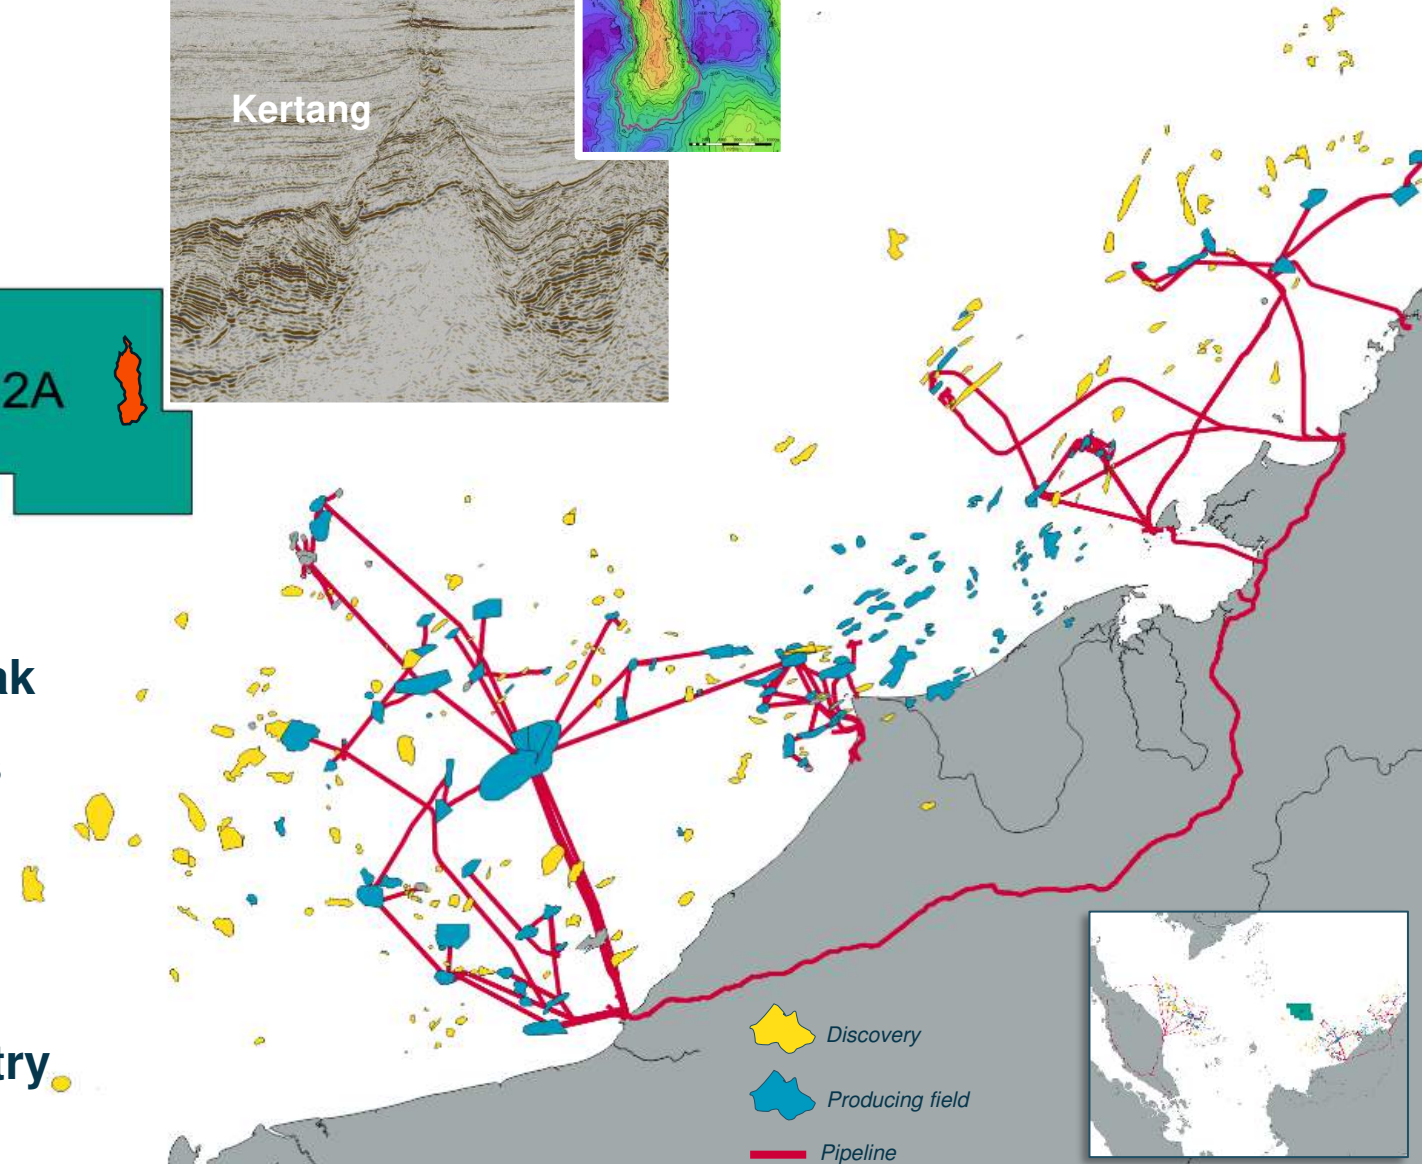 Kertang
2A
ak
try
Discovery
Producing field
Pipeline